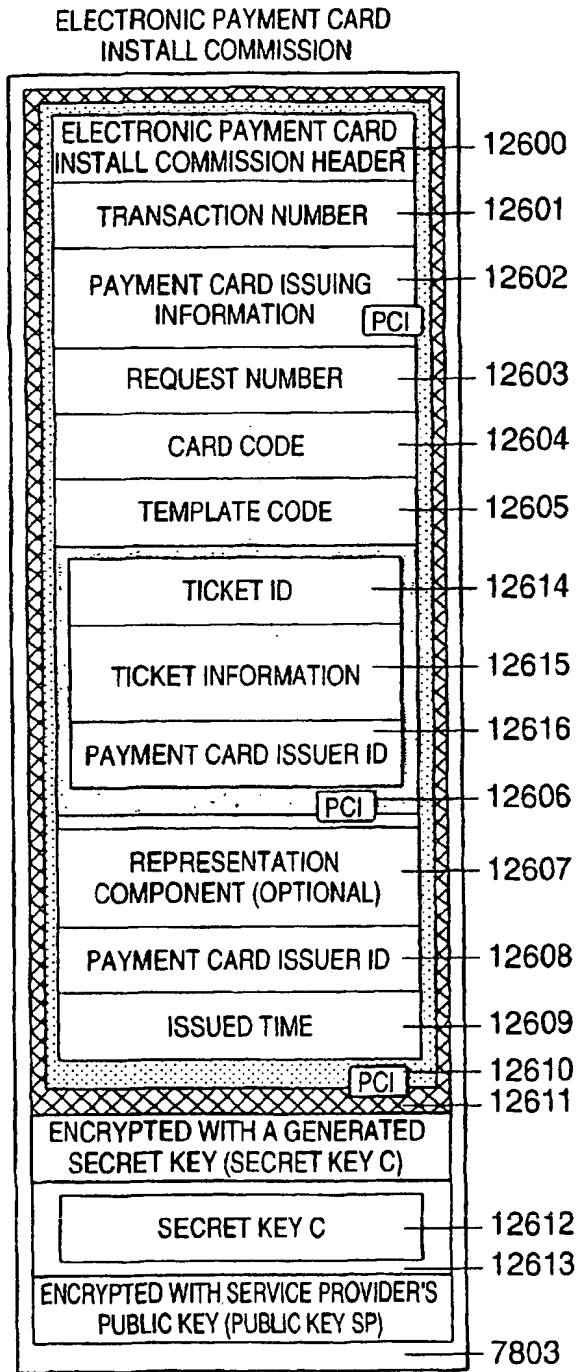 ELECTRONIC PAYMENT CARD
INSTALL COMMISSION
ELECTRONIC PAYMENT CARD
INSTALL COMMISSION HEADER
12600
TRANSACTION NUMBER
12601
PAYMENT CARD ISSUING
INFORMATION
12602
PCI
REQUEST NUMBER
12603
CARD CODE
12604
TEMPLATE CODE
12605
TICKET ID
12614
TICKET INFORMATION
12615
PAYMENT CARD ISSUER ID
12616
PCI
12606
REPRESENTATION
COMPONENT (OPTIONAL)
12607
PAYMENT CARD ISSUER ID
12608
ISSUED TIME
12609
PCI
12610
12611
ENCRYPTED WITH A GENERATED
SECRET KEY (SECRET KEY C)
SECRET KEY C
12612
12613
ENCRYPTED WITH SERVICE PROVIDER'S
PUBLIC KEY (PUBLIC KEY SP)
7803